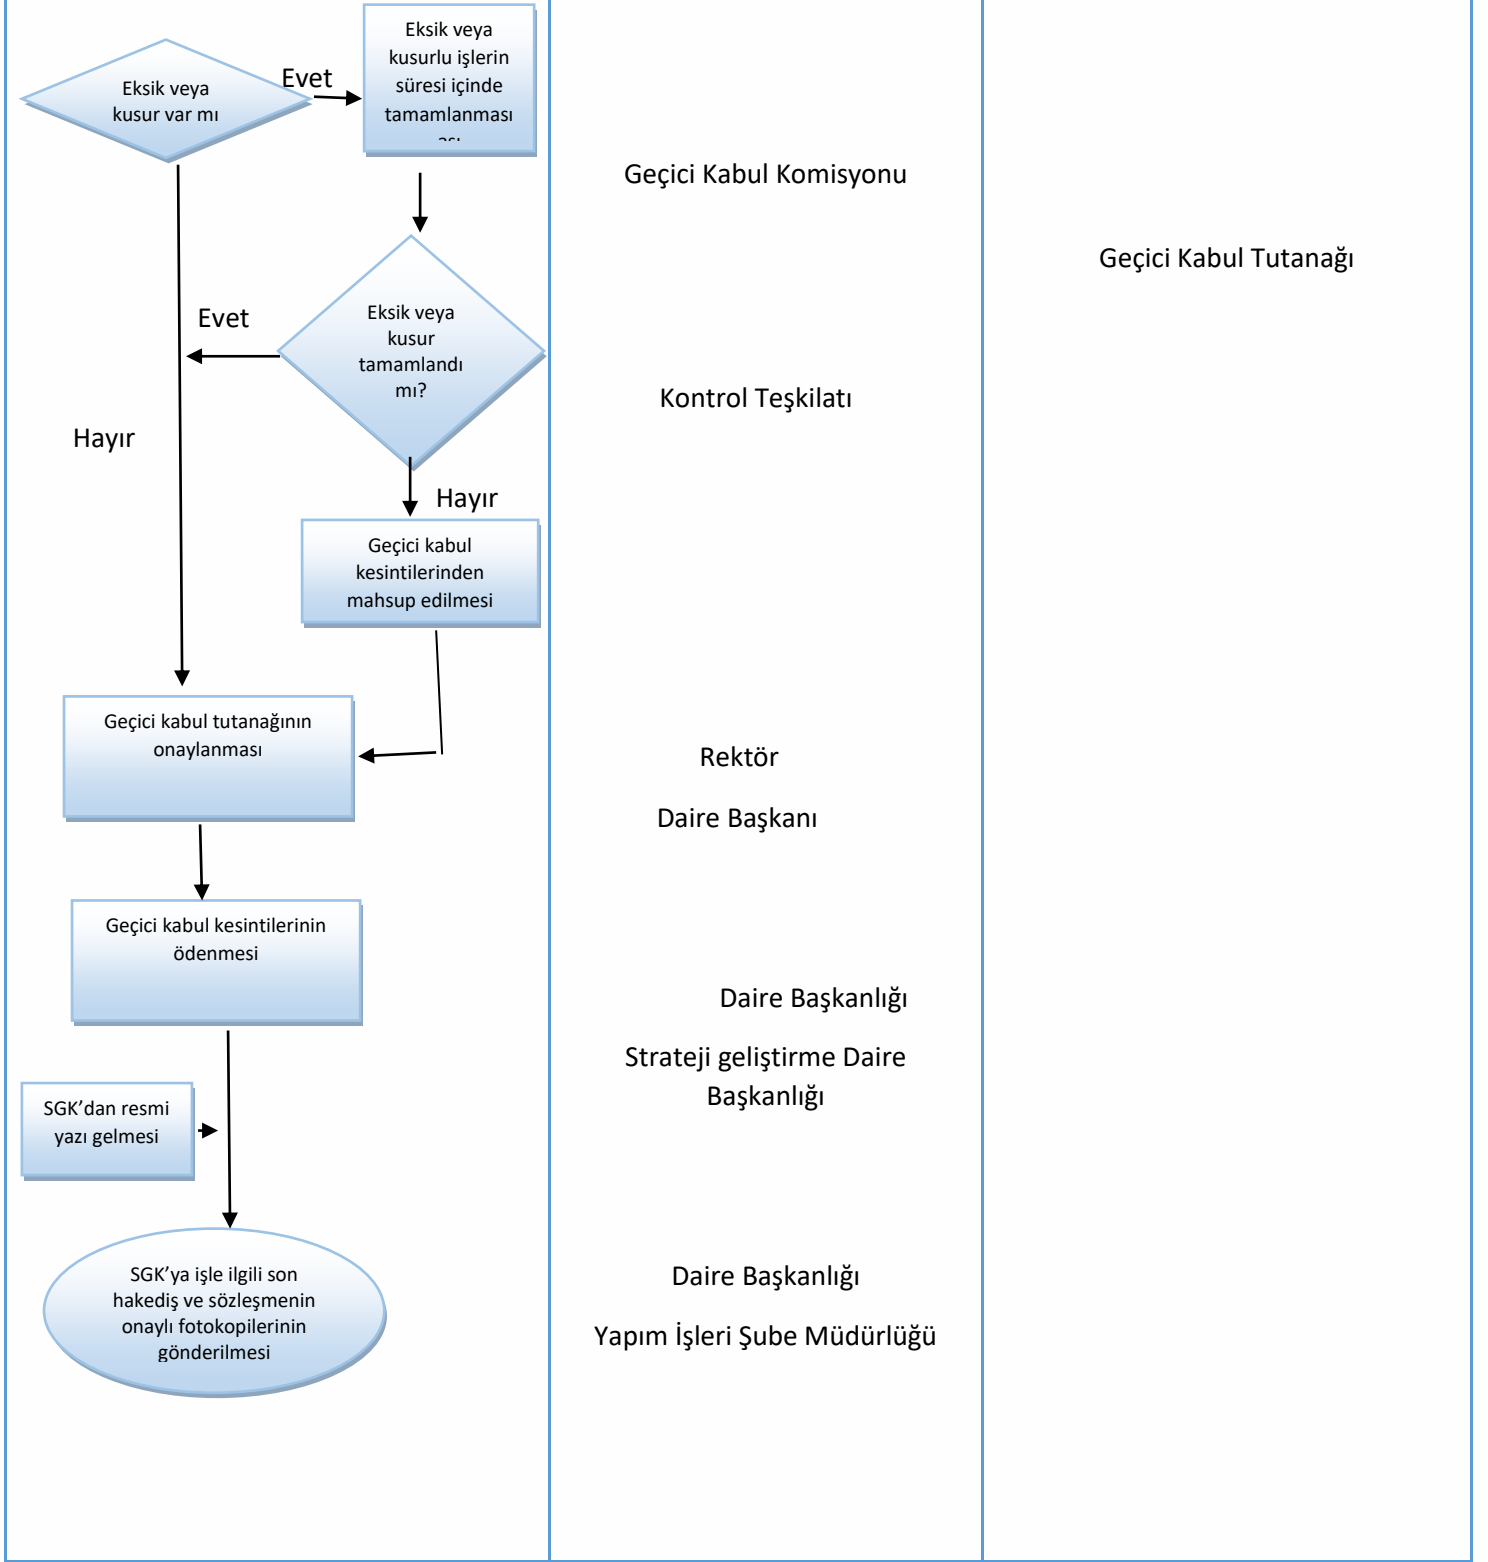 Eksik veya
kusur var mı
Evet
Eksik veya
kusurlu işlerin
süresi içinde
tamamlanması
Eksik veya
kusur
tamamlandı
mı?
Evet
Hayır
Hayır
Geçici kabul
kesintilerinden
mahsup edilmesi
Geçici kabul tutanağının
onaylanması
Geçici kabul kesintilerinin
ödenmesi
SGK’dan resmi
yazı gelmesi
SGK’ya işle ilgili son
hakediş ve sözleşmenin
onaylı fotokopilerinin
gönderilmesi
Geçici Kabul Komisyonu
Kontrol Teşkilatı
Rektör
Daire Başkanı
Daire Başkanlığı
Strateji geliştirme Daire
Başkanlığı
Daire Başkanlığı
Yapım İşleri Şube Müdürlüğü
Geçici Kabul Tutanağı